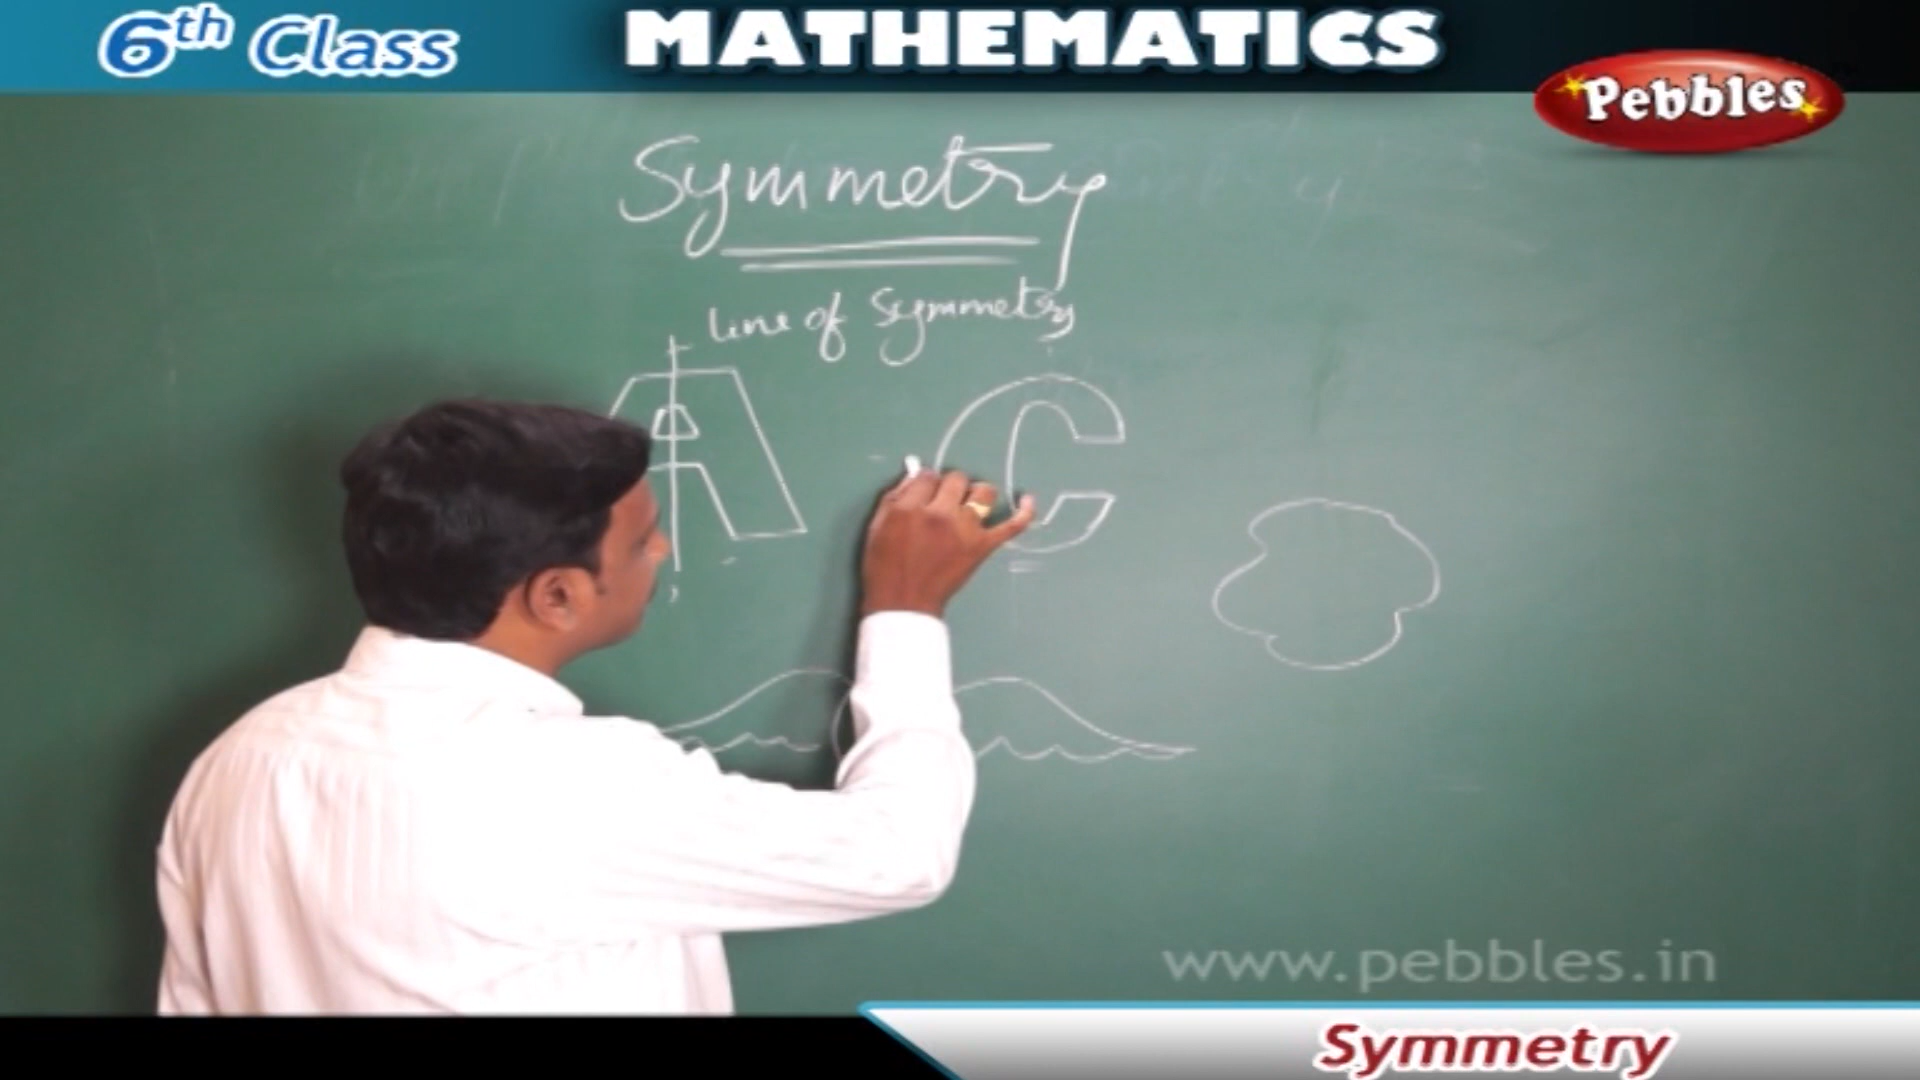 6th Class
MATHEMATICS
Pebbles
Symmetry
line of Symmetry
A
C
www.pebbles.in
Symmetry